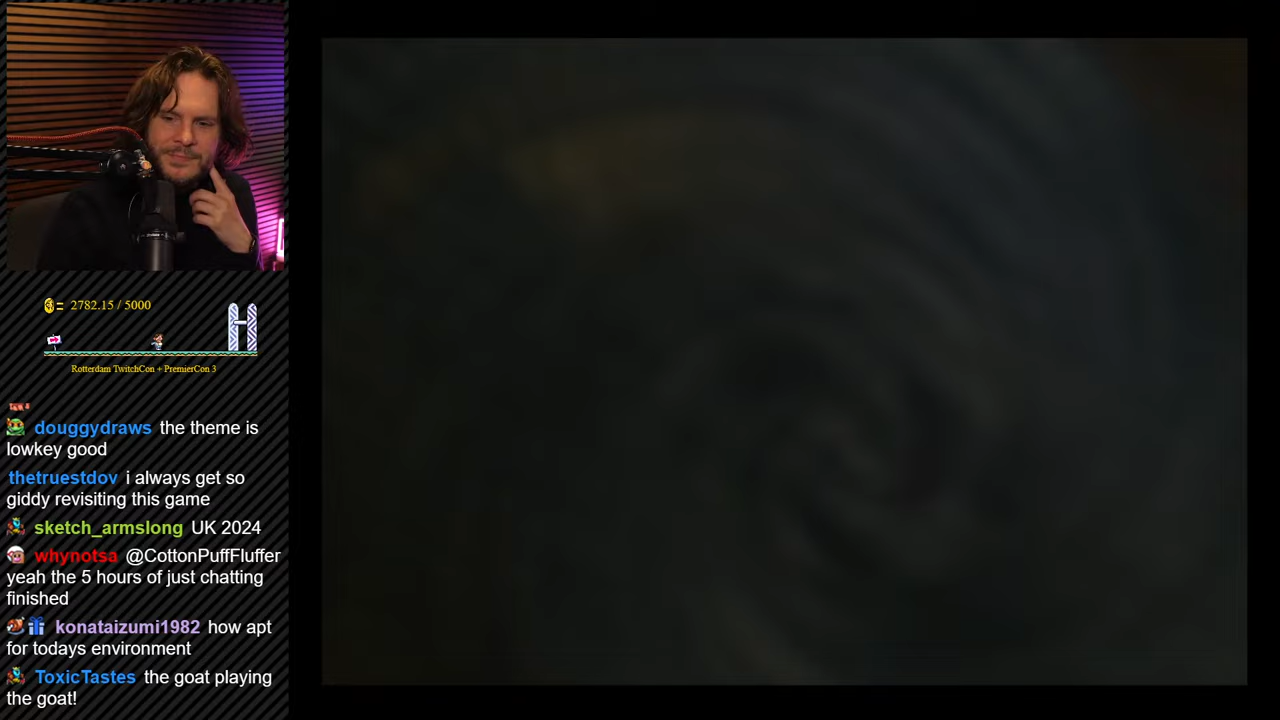 2782.15 / 5000
Rotterdam TwitchCon + PremierCon 3
douggydraws the theme is
lowkey good
thetruestdov i always get so
giddy revisiting this game
sketch_armslong UK 2024
whynotsa @CottonPuffFluffer
yeah the 5 hours of just chatting
finished
konataizumi1982 how apt
for todays environment
ToxicTastes the goat playing
the goat!